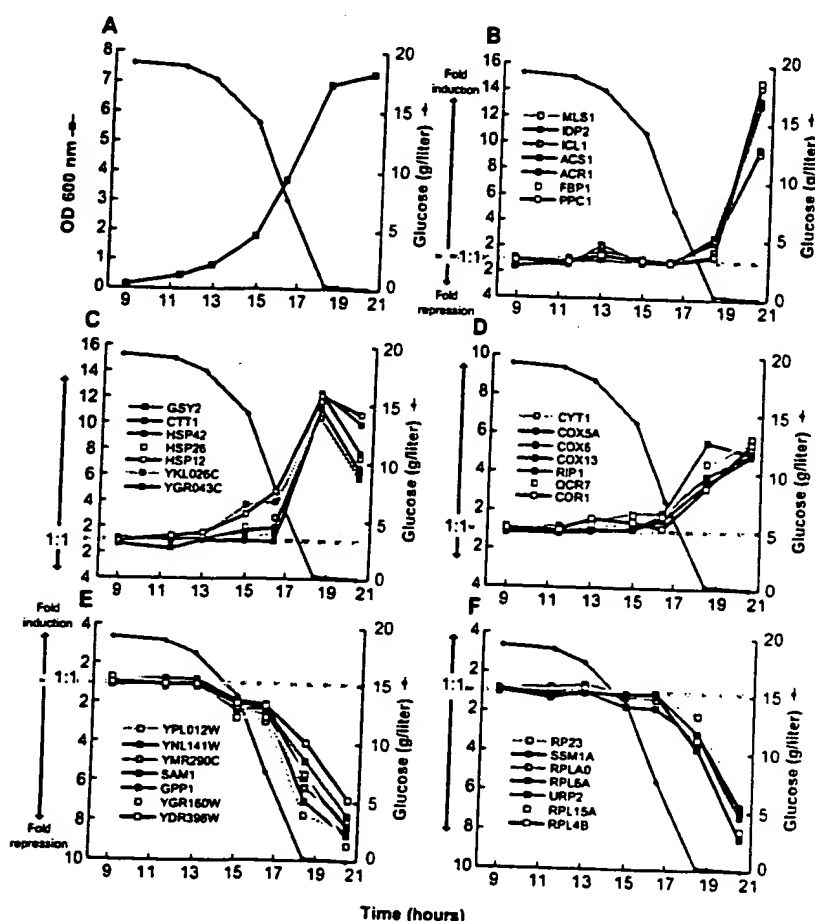 A
OD 600 nm
8
7
6
5
4
3
2
1
0
20
15
10
5
0
Glucose (g/liter)
9 11 13 15 17 19 21
B
Fold induction
16
14
12
10
8
6
4
2
1:1
2
4
Fold repression
MLS1
IDP2
ICL1
ACS1
ACR1
FBP1
PPC1
20
15
10
5
0
Glucose (g/liter)
9 11 13 15 17 19 21
C
16
14
12
10
8
6
4
2
1:1
2
4
GSY2
CTT1
HSP42
HSP26
HSP12
YKL026C
YGR043C
20
15
10
5
0
Glucose (g/liter)
9 11 13 15 17 19 21
D
10
8
6
4
2
1:1
2
4
CYT1
COX5A
COX6
COX13
RIP1
QCR7
COR1
20
15
10
5
0
Glucose (g/liter)
9 11 13 15 17 19 21
E
Fold induction
4
2
1:1
2
4
6
8
10
Fold repression
YPL012W
YNL141W
YMR290C
SAM1
GPP1
YGR160W
YDR398W
20
15
10
5
0
Glucose (g/liter)
9 11 13 15 17 19 21
F
4
2
1:1
2
4
6
8
10
RP23
SSM1A
RPLA0
RPL6A
URP2
RPL15A
RPL4B
20
15
10
5
0
Glucose (g/liter)
9 11 13 15 17 19 21
Time (hours)